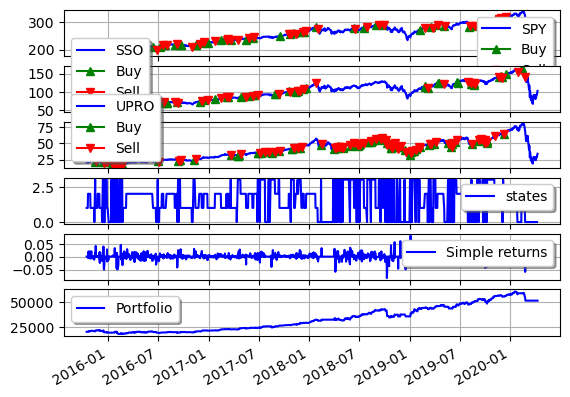 300
200
SPY
Buy
Sell
150
100
50
SSO
Buy
Sell
75
50
25
UPRO
Buy
Sell
2.5
0.0
states
0.05
0.00
−0.05
Simple returns
50000
25000
Portfolio
2016-01
2016-07
2017-01
2017-07
2018-01
2018-07
2019-01
2019-07
2020-01